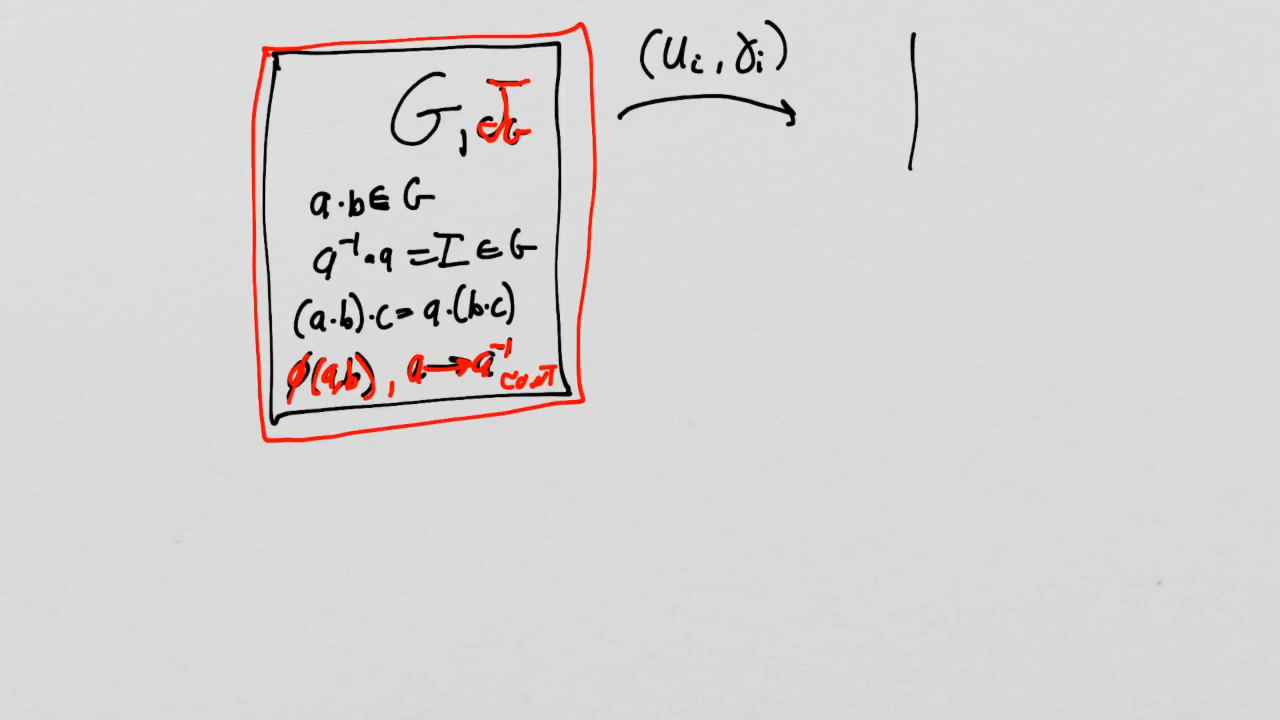 (Ui, γi)
G, 𝒯G
a·b ∈ G
a⁻¹·a = I ∈ G
(a·b)·c = a·(b·c)
φ(a,b), a → a⁻¹ cont